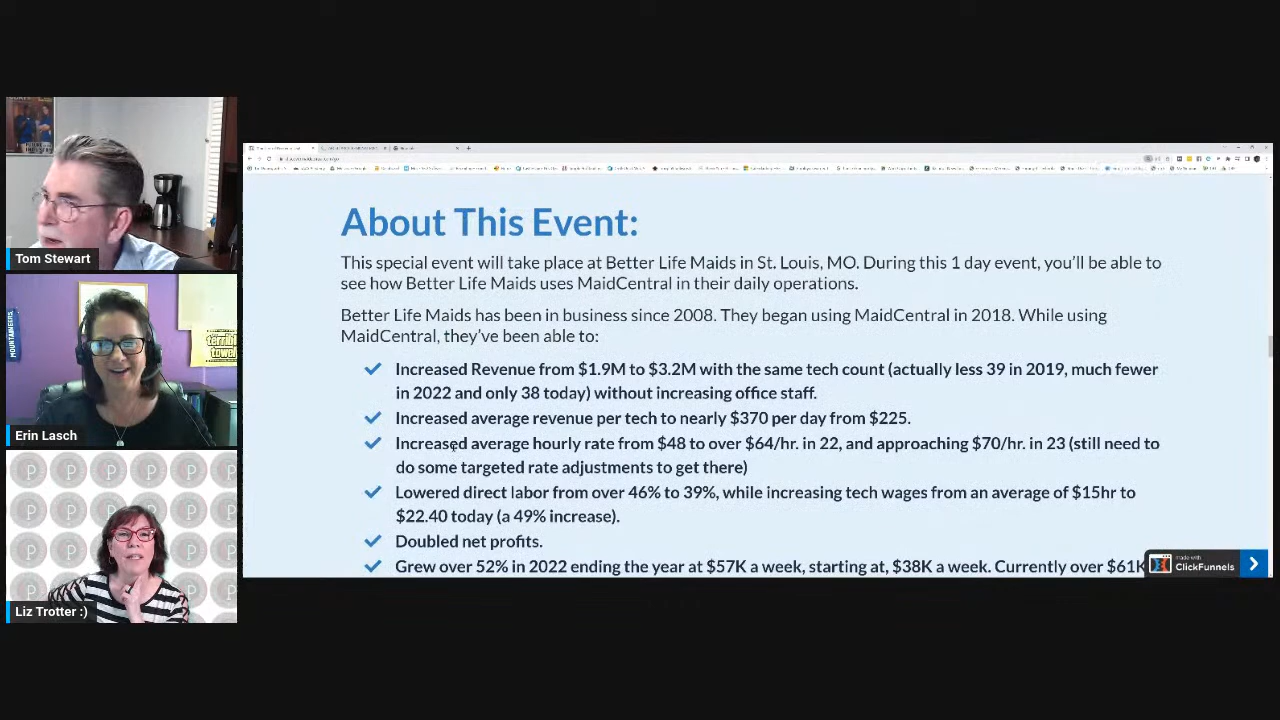 Tom Stewart
MOUNTAINEERS
terrible
towel
Erin Lasch
Liz Trotter :)
About This Event:
This special event will take place at Better Life Maids in St. Louis, MO. During this 1 day event, you'll be able to
see how Better Life Maids uses MaidCentral in their daily operations.
Better Life Maids has been in business since 2008. They began using MaidCentral in 2018. While using
MaidCentral, they've been able to:
Increased Revenue from $1.9M to $3.2M with the same tech count (actually less 39 in 2019, much fewer
in 2022 and only 38 today) without increasing office staff.
Increased average revenue per tech to nearly $370 per day from $225.
Increased average hourly rate from $48 to over $64/hr. in 22, and approaching $70/hr. in 23 (still need to
do some targeted rate adjustments to get there)
Lowered direct labor from over 46% to 39%, while increasing tech wages from an average of $15hr to
$22.40 today (a 49% increase).
Doubled net profits.
Grew over 52% in 2022 ending the year at $57K a week, starting at, $38K a week. Currently over $61K
made with
ClickFunnels